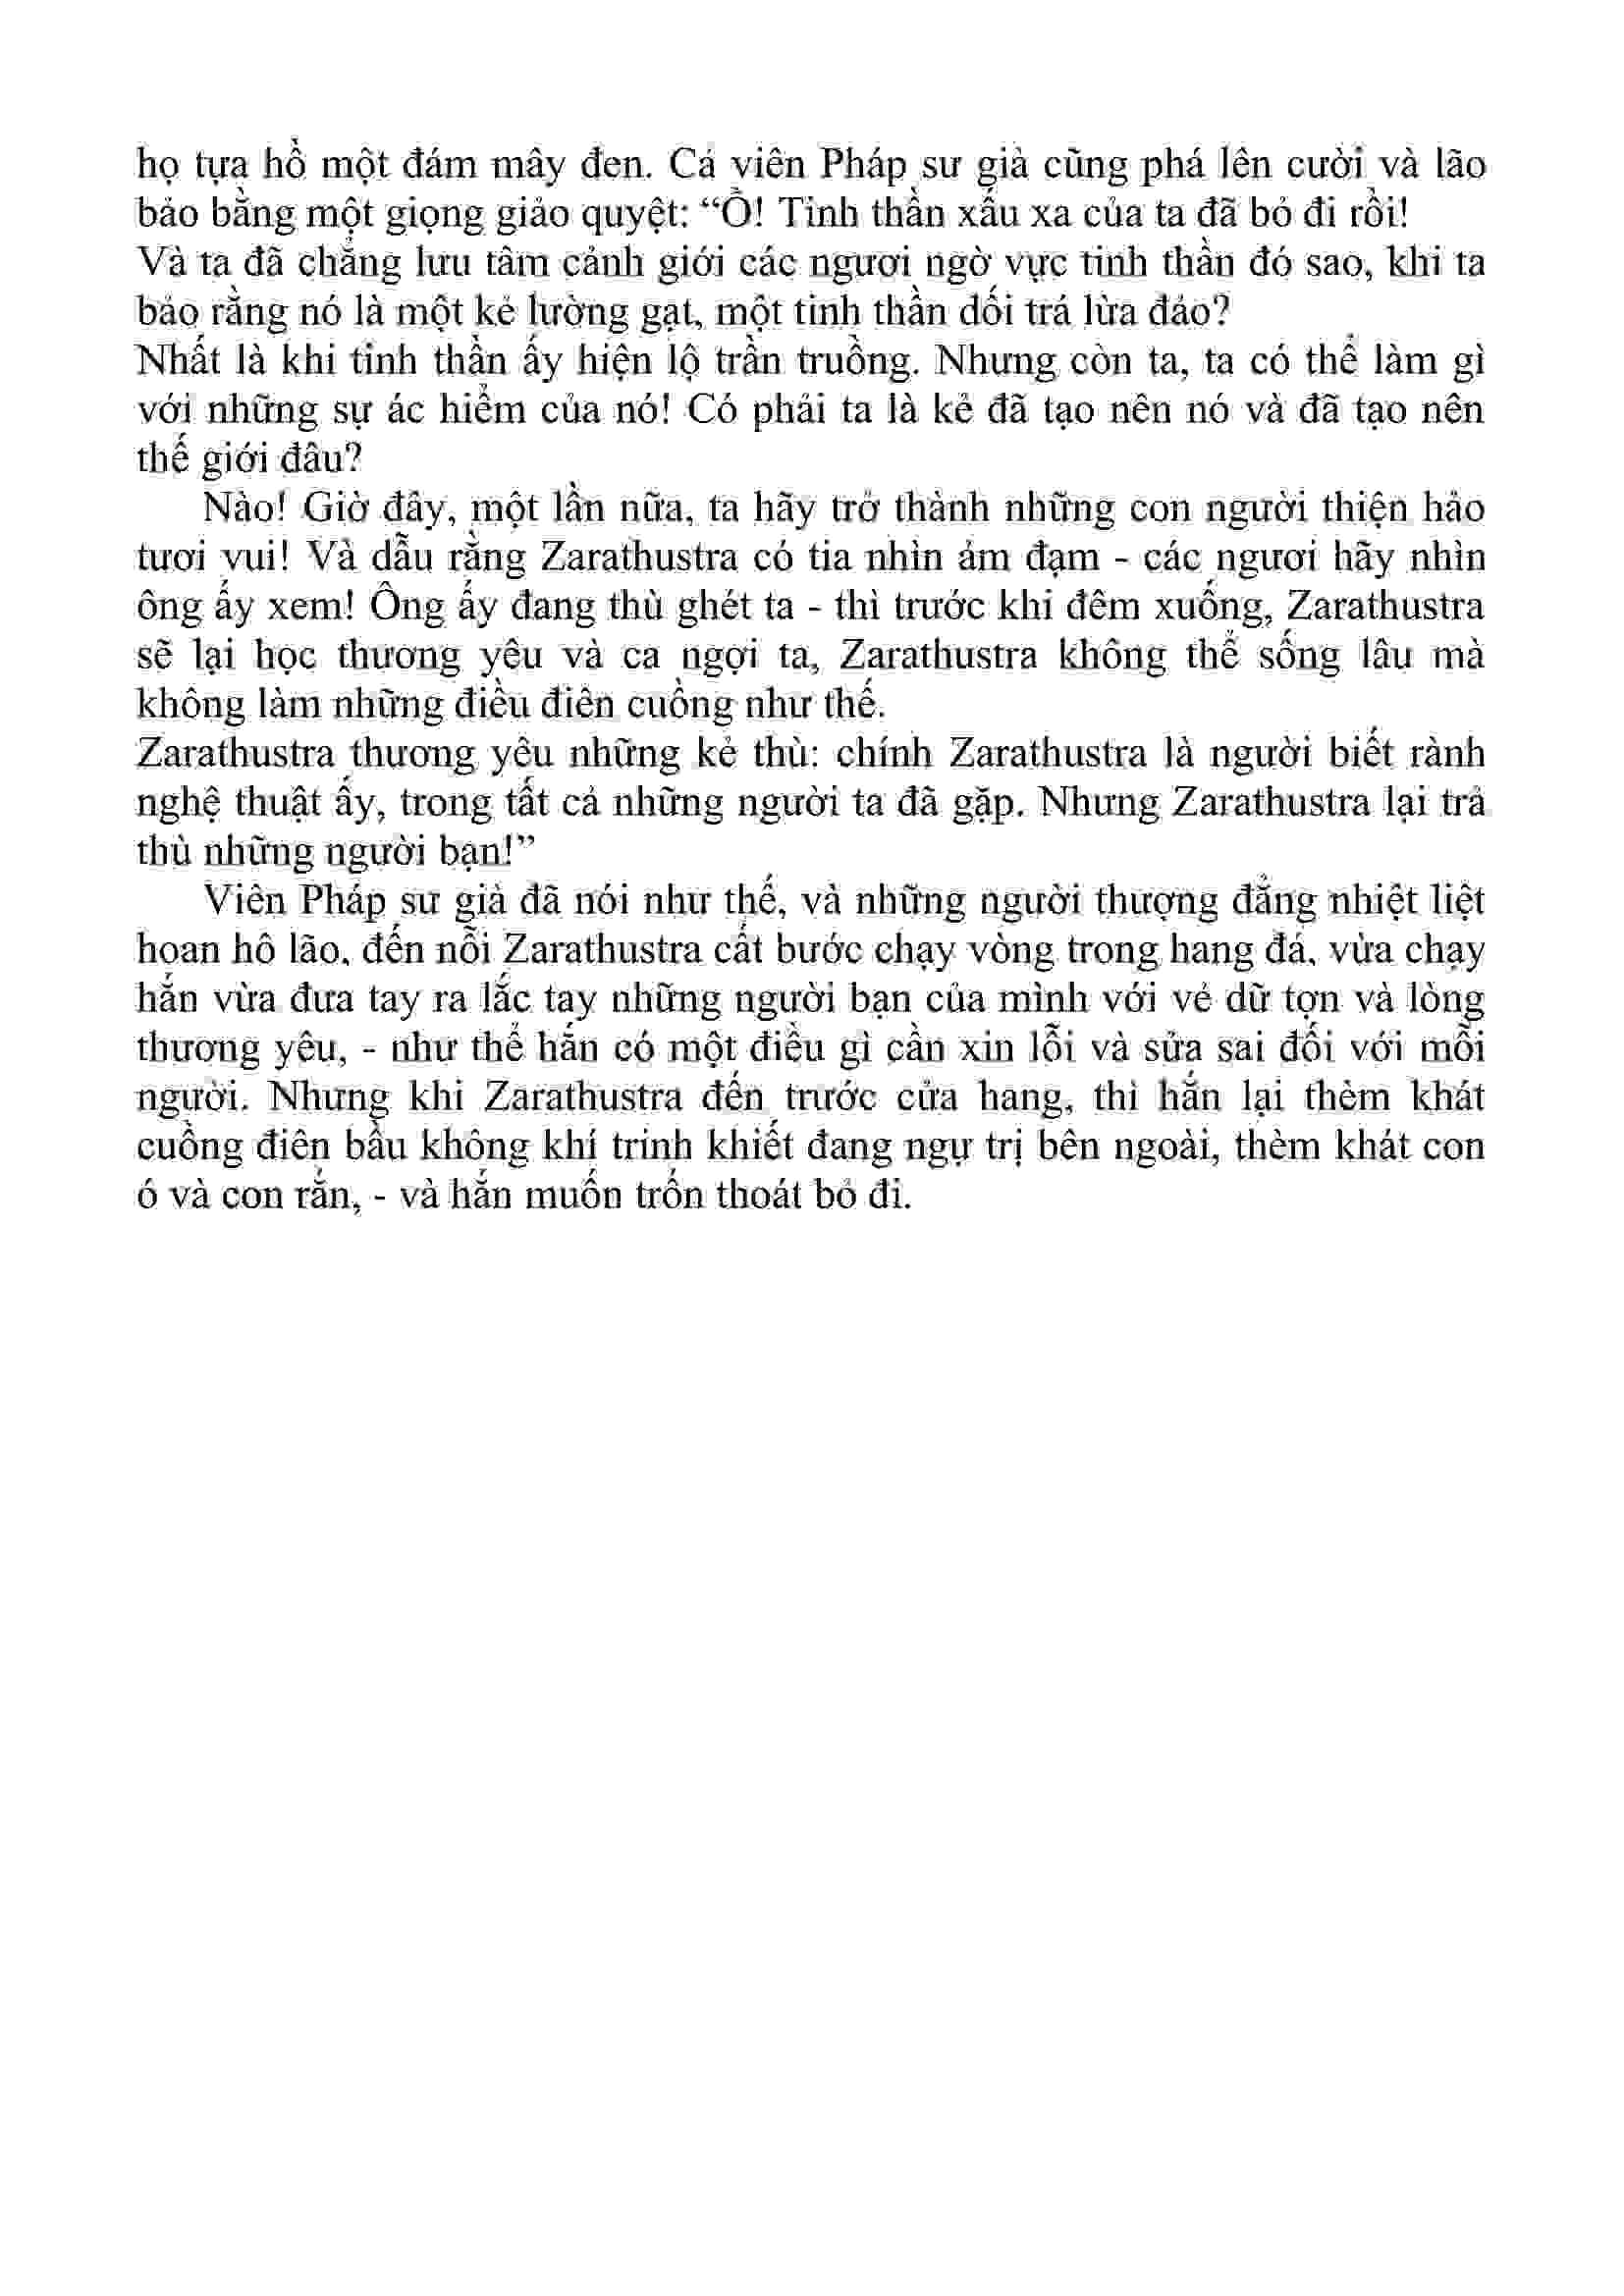 họ tựa hồ một đám mây đen. Cả viên Pháp sư già cũng phá lên cười và lão
bảo bằng một giọng giảo quyệt: “Ồ! Tinh thần xấu xa của ta đã bỏ đi rồi!
Và ta đã chẳng lưu tâm cảnh giới các ngươi ngờ vực tinh thần đó sao, khi ta
bảo rằng nó là một kẻ lường gạt, một tinh thần dối trá lừa đảo?
Nhất là khi tinh thần ấy hiện lộ trần truồng. Nhưng còn ta, ta có thể làm gì
với những sự ác hiểm của nó! Có phải ta là kẻ đã tạo nên nó và đã tạo nên
thế giới đâu?
Nào! Giờ đây, một lần nữa, ta hãy trở thành những con người thiện hảo
tươi vui! Và dẫu rằng Zarathustra có tia nhìn ảm đạm - các ngươi hãy nhìn
ông ấy xem! Ông ấy đang thù ghét ta - thì trước khi đêm xuống, Zarathustra
sẽ lại học thương yêu và ca ngợi ta, Zarathustra không thể sống lâu mà
không làm những điều điên cuồng như thế.
Zarathustra thương yêu những kẻ thù: chính Zarathustra là người biết rành
nghệ thuật ấy, trong tất cả những người ta đã gặp. Nhưng Zarathustra lại trả
thù những người bạn!”
Viên Pháp sư già đã nói như thế, và những người thượng đẳng nhiệt liệt
hoan hô lão, đến nỗi Zarathustra cất bước chạy vòng trong hang đá, vừa chạy
hắn vừa đưa tay ra lắc tay những người bạn của mình với vẻ dữ tợn và lòng
thương yêu, - như thể hắn có một điều gì cần xin lỗi và sửa sai đối với mỗi
người. Nhưng khi Zarathustra đến trước cửa hang, thì hắn lại thèm khát
cuồng điên bầu không khí trinh khiết đang ngự trị bên ngoài, thèm khát con
ó và con rắn, - và hắn muốn trốn thoát bỏ đi.